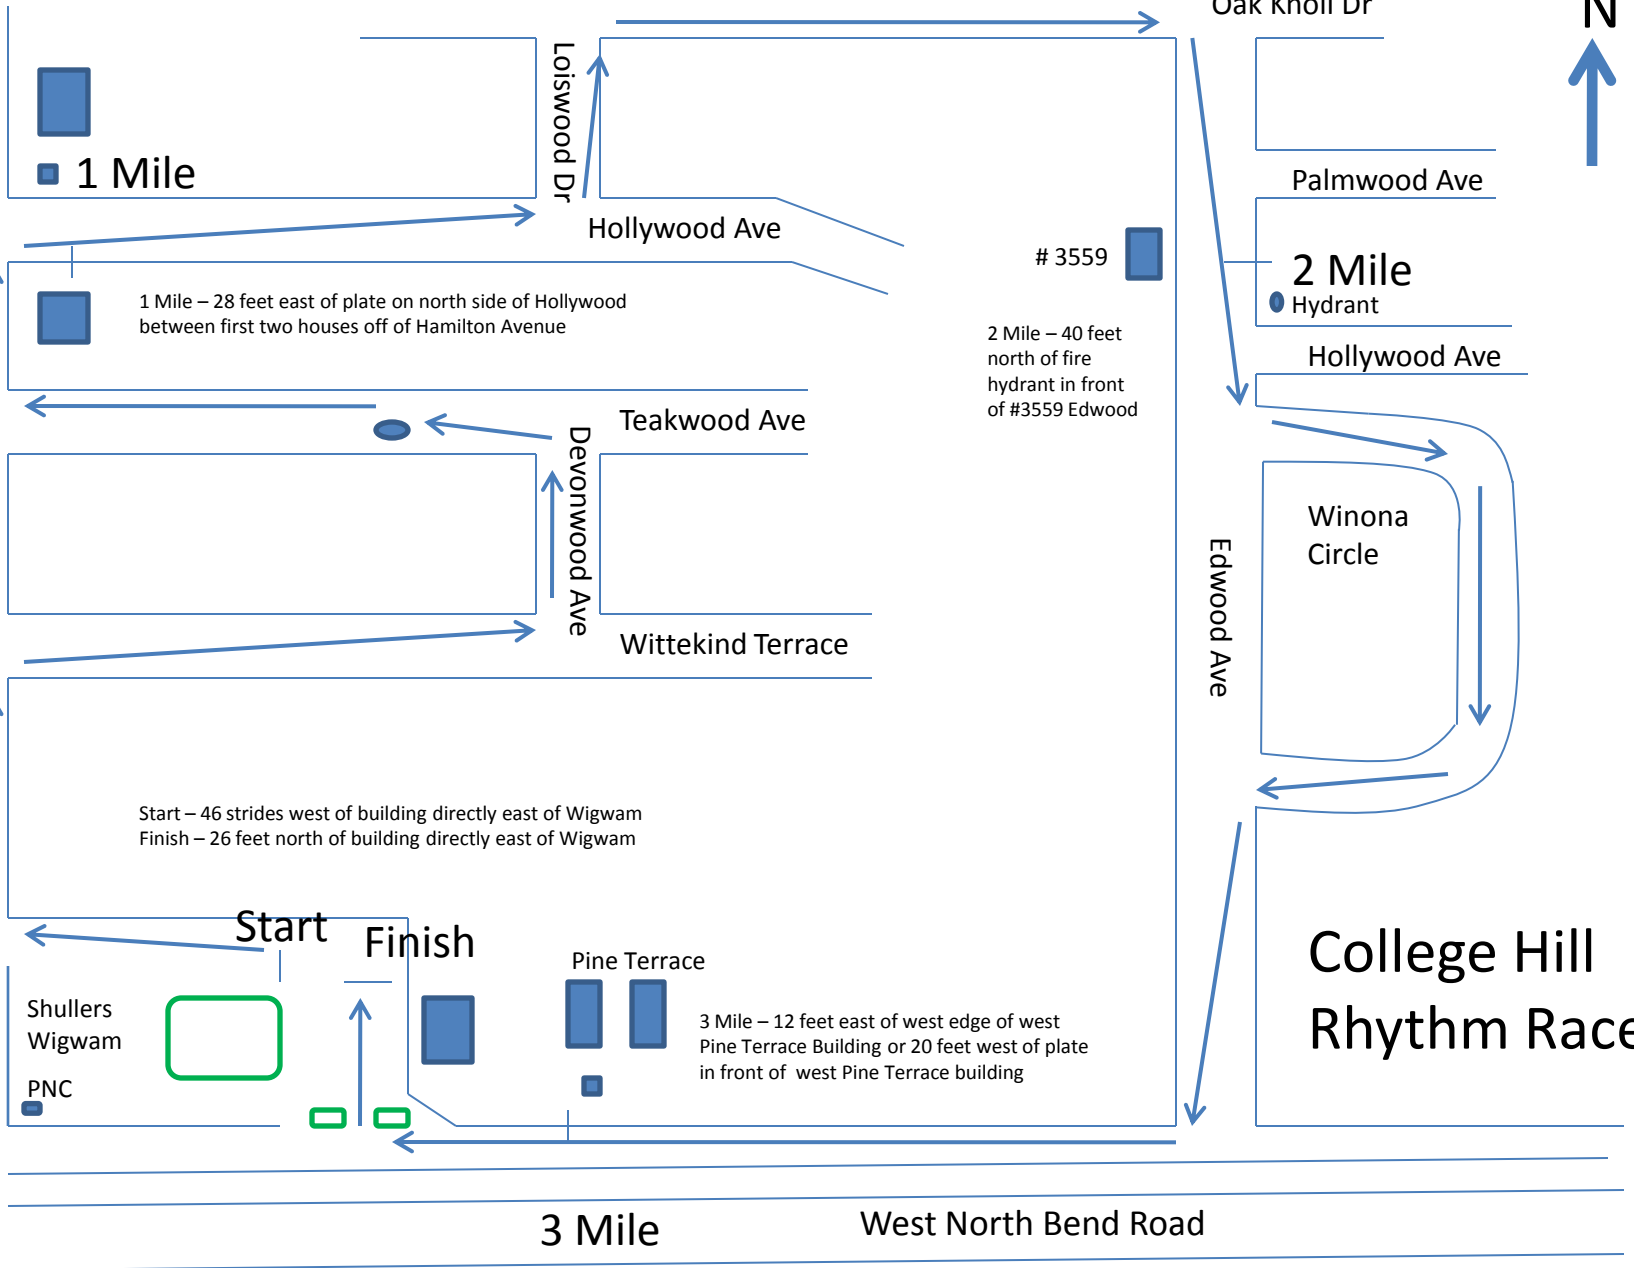 Oak Knoll Dr
N
Loiswood Dr
1 Mile
Palmwood Ave
Hollywood Ave
# 3559
2 Mile
Hydrant
1 Mile – 28 feet east of plate on north side of Hollywood
between first two houses off of Hamilton Avenue
2 Mile – 40 feet
north of fire
hydrant in front
of #3559 Edwood
Hollywood Ave
Teakwood Ave
Devonwood Ave
Winona
Circle
Edwood Ave
Wittekind Terrace
Start – 46 strides west of building directly east of Wigwam
Finish – 26 feet north of building directly east of Wigwam
Start
Finish
College Hill
Rhythm Race
Pine Terrace
Shullers
Wigwam
3 Mile – 12 feet east of west edge of west
Pine Terrace Building or 20 feet west of plate
in front of  west Pine Terrace building
PNC
3 Mile
West North Bend Road